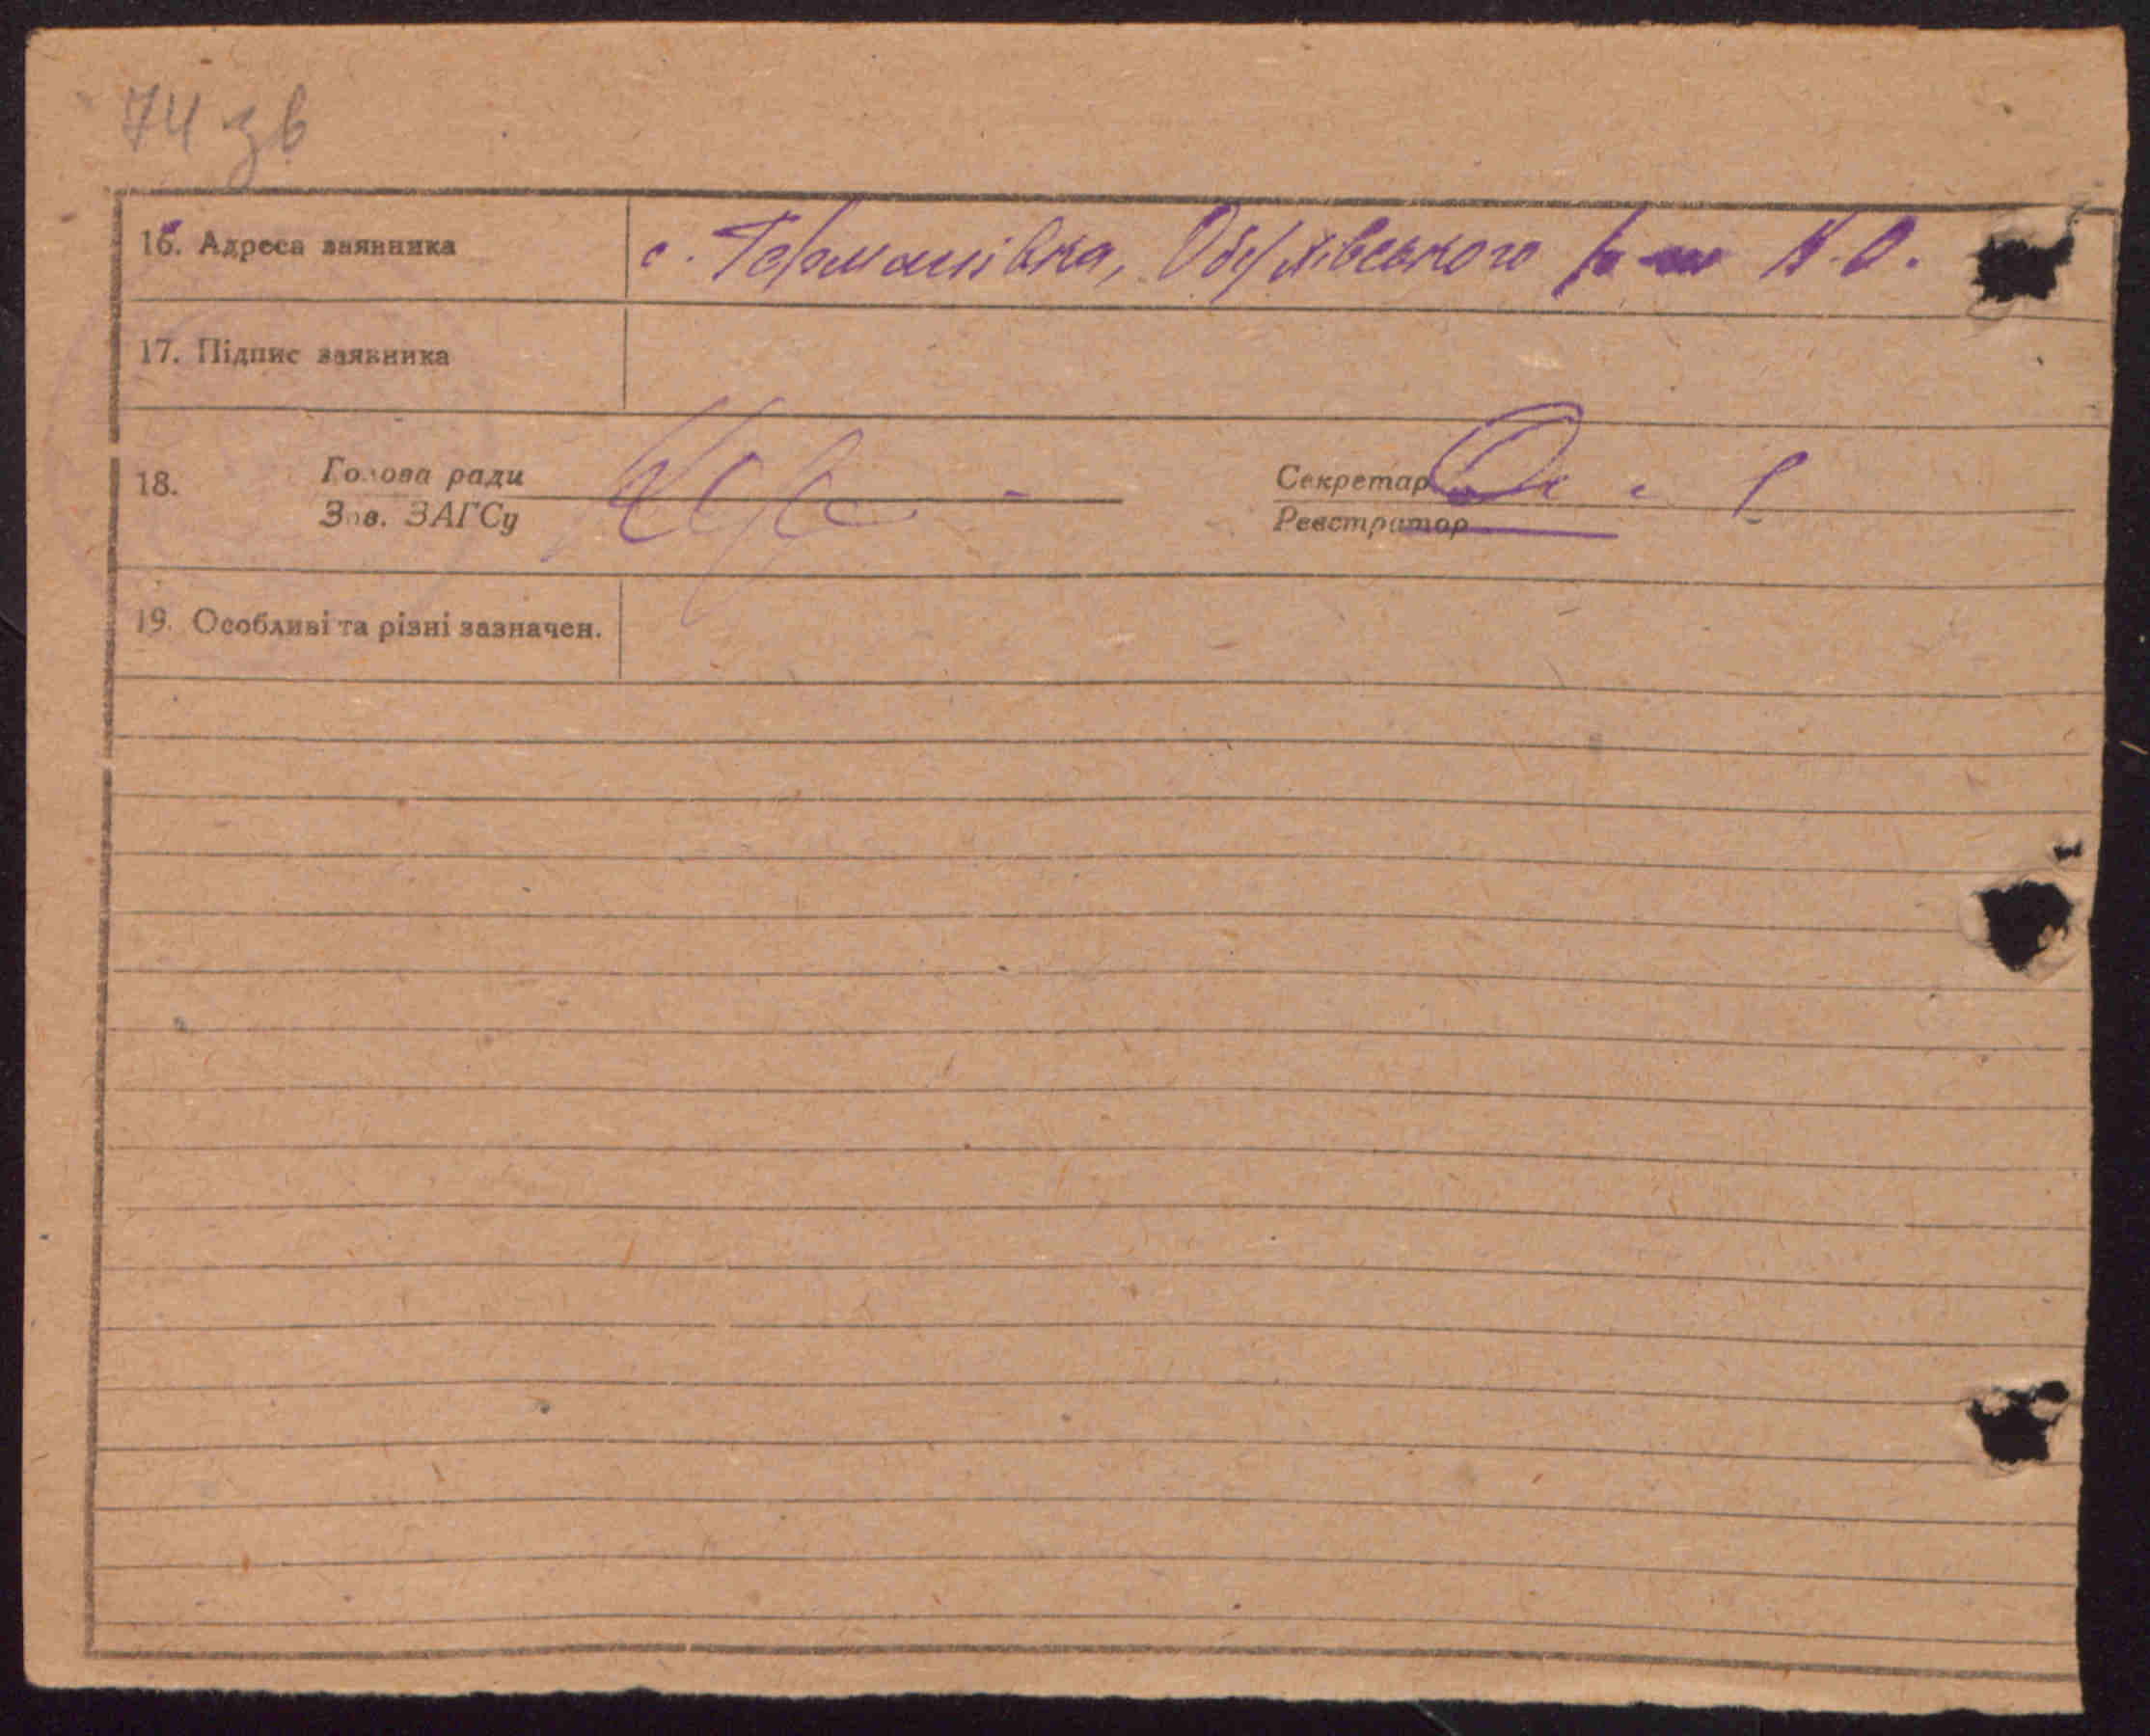 74 зв
16. Адреса заявника с. Германівка, Обухівського р-ну К.О.
17. Підпис заявника
18. Голова ради Секретар
Зав. ЗАГСу Реєстратор
19. Особливі та різні зазначен.